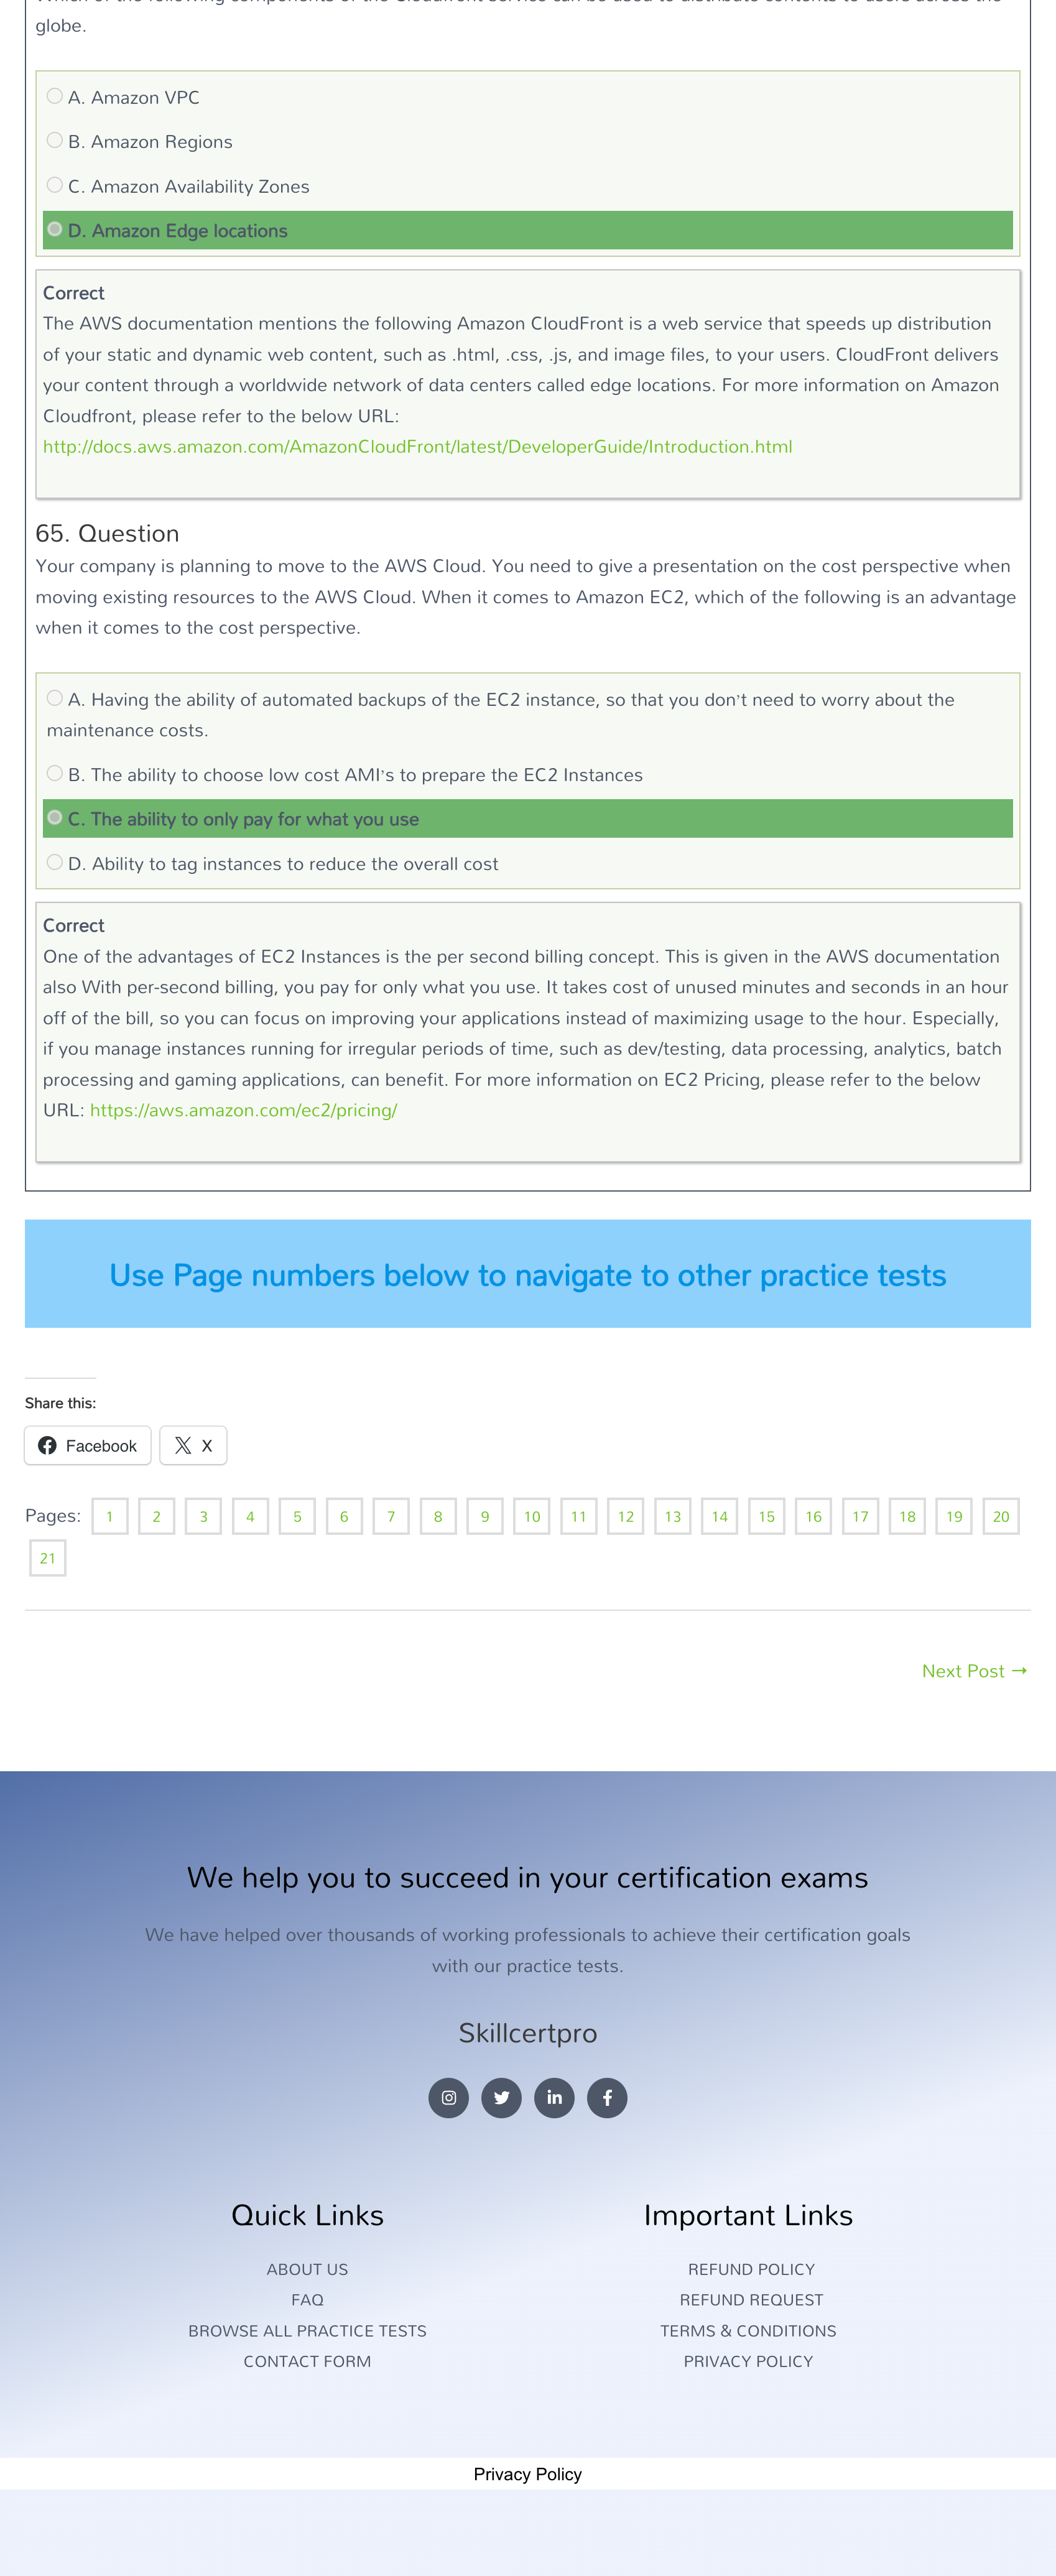 Which of the following components of the Cloudfront service can be used to distribute contents to users across the
globe.
A. Amazon VPC
B. Amazon Regions
C. Amazon Availability Zones
D. Amazon Edge locations
Correct
The AWS documentation mentions the following Amazon CloudFront is a web service that speeds up distribution
of your static and dynamic web content, such as .html, .css, .js, and image files, to your users. CloudFront delivers
your content through a worldwide network of data centers called edge locations. For more information on Amazon
Cloudfront, please refer to the below URL:
http://docs.aws.amazon.com/AmazonCloudFront/latest/DeveloperGuide/Introduction.html
65. Question
Your company is planning to move to the AWS Cloud. You need to give a presentation on the cost perspective when
moving existing resources to the AWS Cloud. When it comes to Amazon EC2, which of the following is an advantage
when it comes to the cost perspective.
A. Having the ability of automated backups of the EC2 instance, so that you don’t need to worry about the
maintenance costs.
B. The ability to choose low cost AMI’s to prepare the EC2 Instances
C. The ability to only pay for what you use
D. Ability to tag instances to reduce the overall cost
Correct
One of the advantages of EC2 Instances is the per second billing concept. This is given in the AWS documentation
also With per-second billing, you pay for only what you use. It takes cost of unused minutes and seconds in an hour
off of the bill, so you can focus on improving your applications instead of maximizing usage to the hour. Especially,
if you manage instances running for irregular periods of time, such as dev/testing, data processing, analytics, batch
processing and gaming applications, can benefit. For more information on EC2 Pricing, please refer to the below
URL: https://aws.amazon.com/ec2/pricing/
Use Page numbers below to navigate to other practice tests
Share this:
Facebook X
Pages: 1 2 3 4 5 6 7 8 9 10 11 12 13 14 15 16 17 18 19 20
21
Next Post →
We help you to succeed in your certification exams
We have helped over thousands of working professionals to achieve their certification goals
with our practice tests.
Skillcertpro
Quick Links
ABOUT US
FAQ
BROWSE ALL PRACTICE TESTS
CONTACT FORM
Important Links
REFUND POLICY
REFUND REQUEST
TERMS & CONDITIONS
PRIVACY POLICY
Privacy Policy